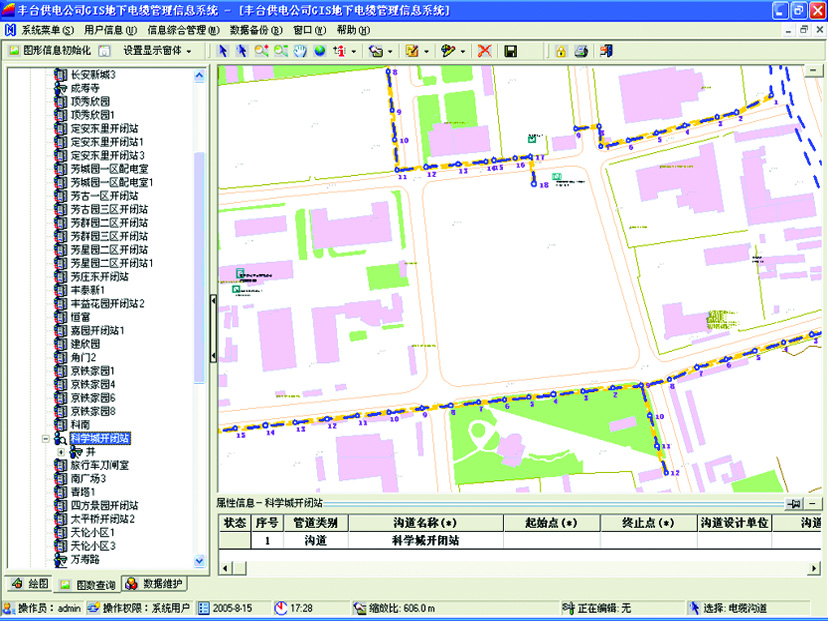 丰台供电公司GIS地下电缆管理信息系统 - [丰台供电公司GIS地下电缆管理信息系统]
系统菜单(S) 用户信息(U) 信息综合管理(W) 数据备份(B) 窗口(W) 帮助(H)
图形信息初始化 设置显示窗体
长安新城3
成寿寺
顶秀欣园
顶秀欣园1
定安东里开闭站
定安东里开闭站1
定安东里开闭站3
芳城园一区配电室
芳城园一区配电室1
芳古一区开闭站
芳古园三区开闭站
芳群园二区开闭站
芳群园三区开闭站
芳星园二区开闭站
芳星园二区开闭站1
芳庄东开闭站
丰泰新1
丰益花园开闭站2
恒富
嘉园开闭站1
建欣园
角门2
京铁家园1
京铁家园4
京铁家园6
京铁家园8
科南
科学城开闭站
井
旅行车刀闸室
南广场3
青塔1
四方景园开闭站
太平桥开闭站2
天伦小区1
天伦小区3
万寿路
属性信息-科学城开闭站
状态 序号 管道类别 沟道名称(*) 起始点(*) 终止点(*) 沟道设计单位 沟道
1 沟道 科学城开闭站
绘图 图数查询 数据维护
操作员: admin 操作权限: 系统用户 2005-8-15 17:28 缩放比: 606.0 m 正在编辑: 无 选择: 电缆沟道